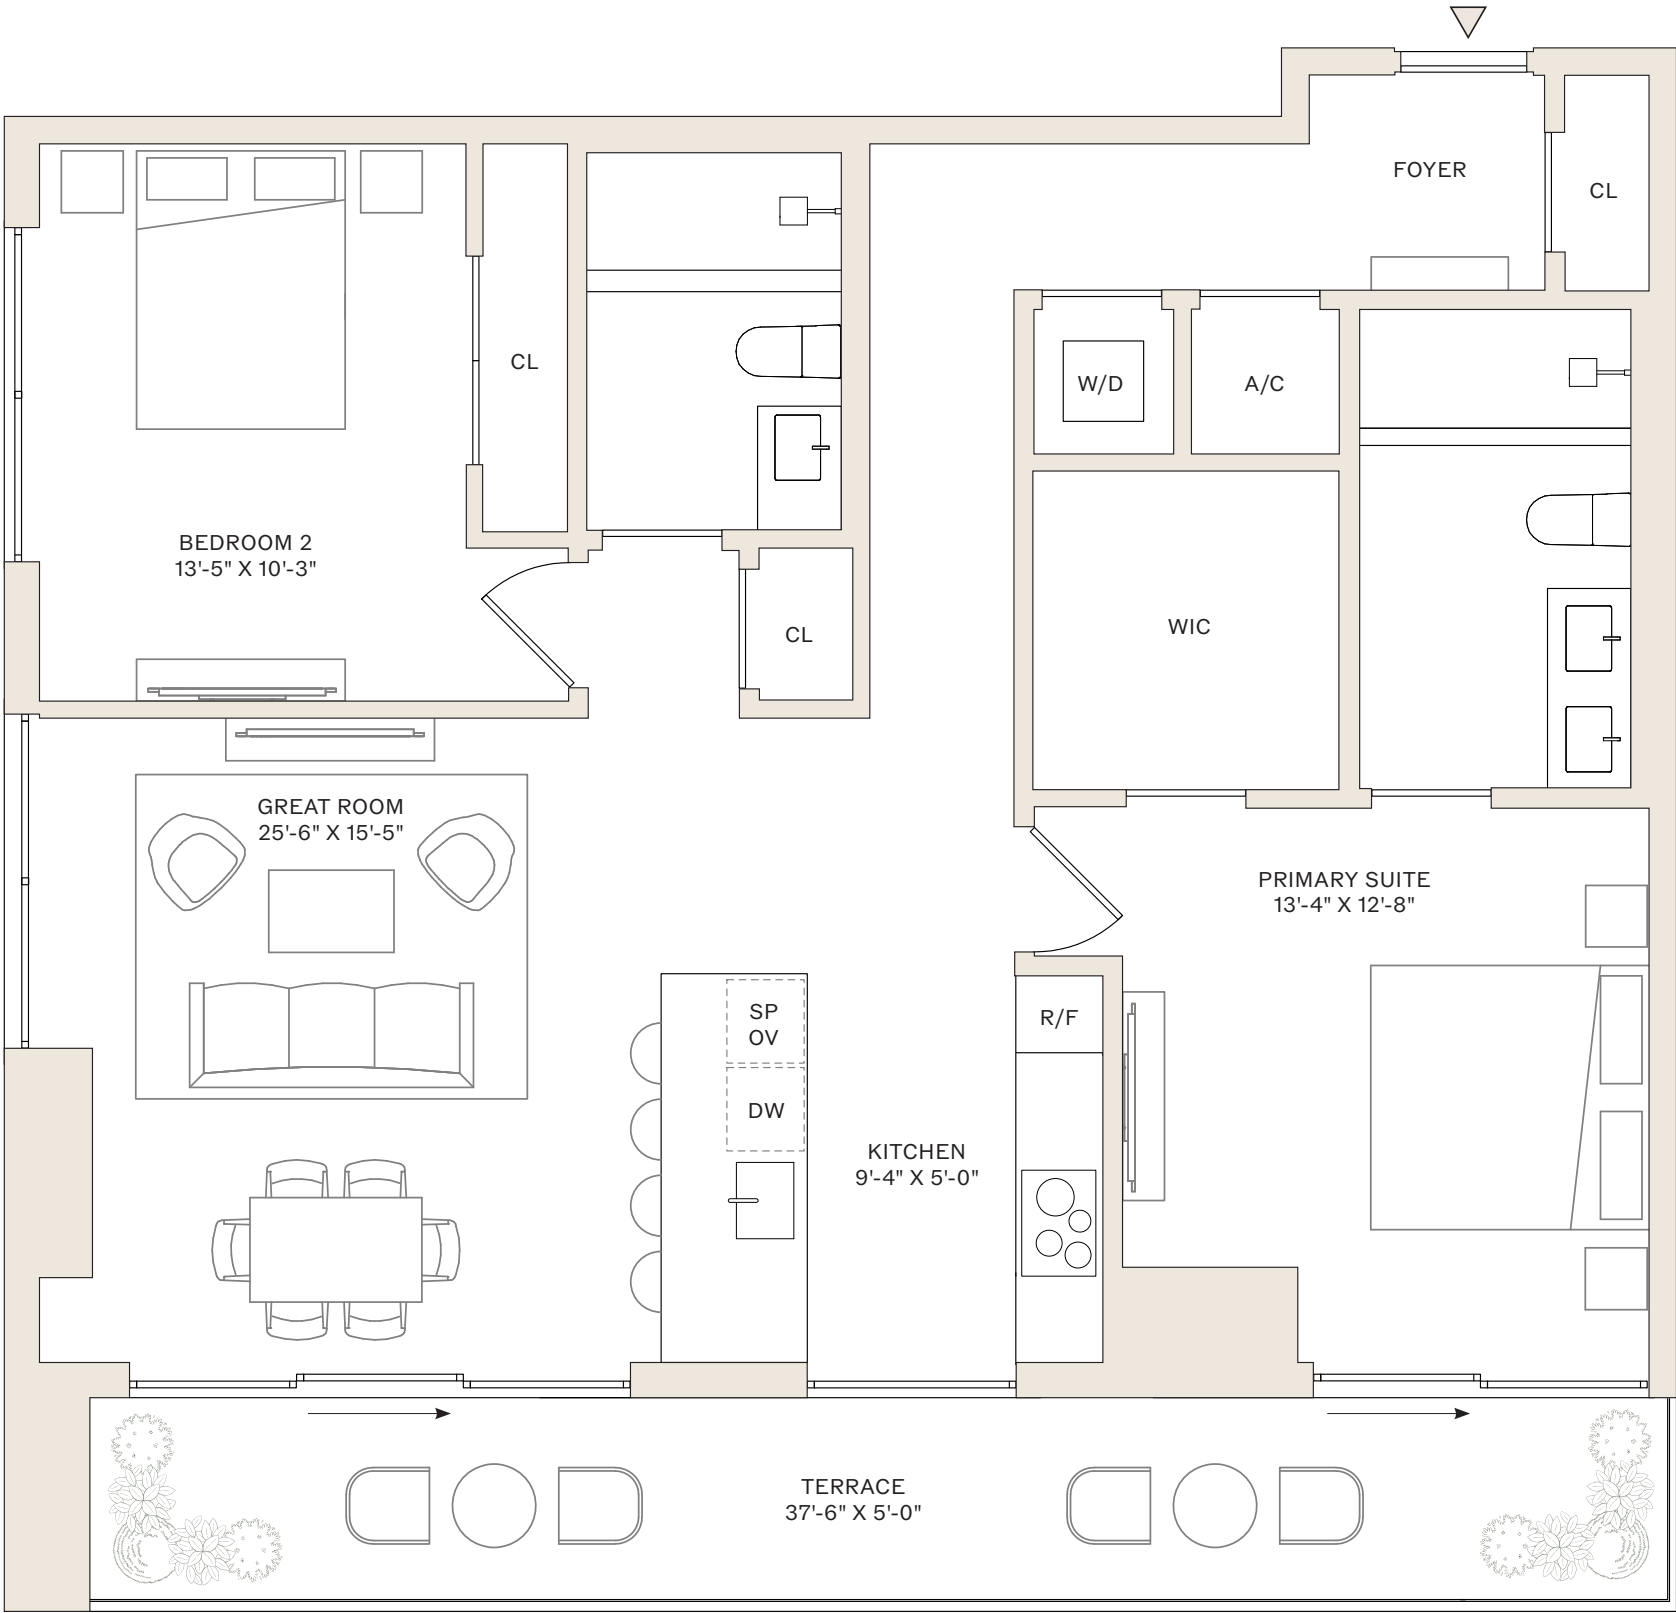 FOYER
CL
CL
W/D
A/C
BEDROOM 2
13'-5" X 10'-3"
CL
WIC
GREAT ROOM
25'-6" X 15'-5"
PRIMARY SUITE
13'-4" X 12'-8"
SP
OV
R/F
DW
KITCHEN
9'-4" X 5'-0"
TERRACE
37'-6" X 5'-0"